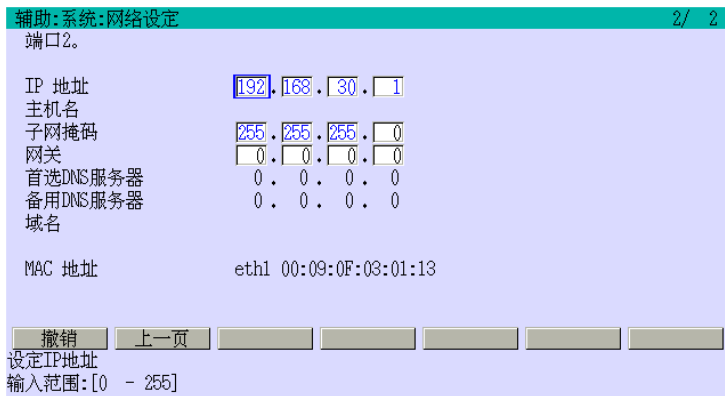 辅助:系统:网络设定 2/ 2
端口2。
IP 地址 192. 168. 30. 1
主机名
子网掩码 255. 255. 255. 0
网关 0. 0. 0. 0
首选DNS服务器 0. 0. 0. 0
备用DNS服务器 0. 0. 0. 0
域名
MAC 地址 eth1 00:09:0F:03:01:13
撤销 上一页
设定IP地址
输入范围:[0 - 255]